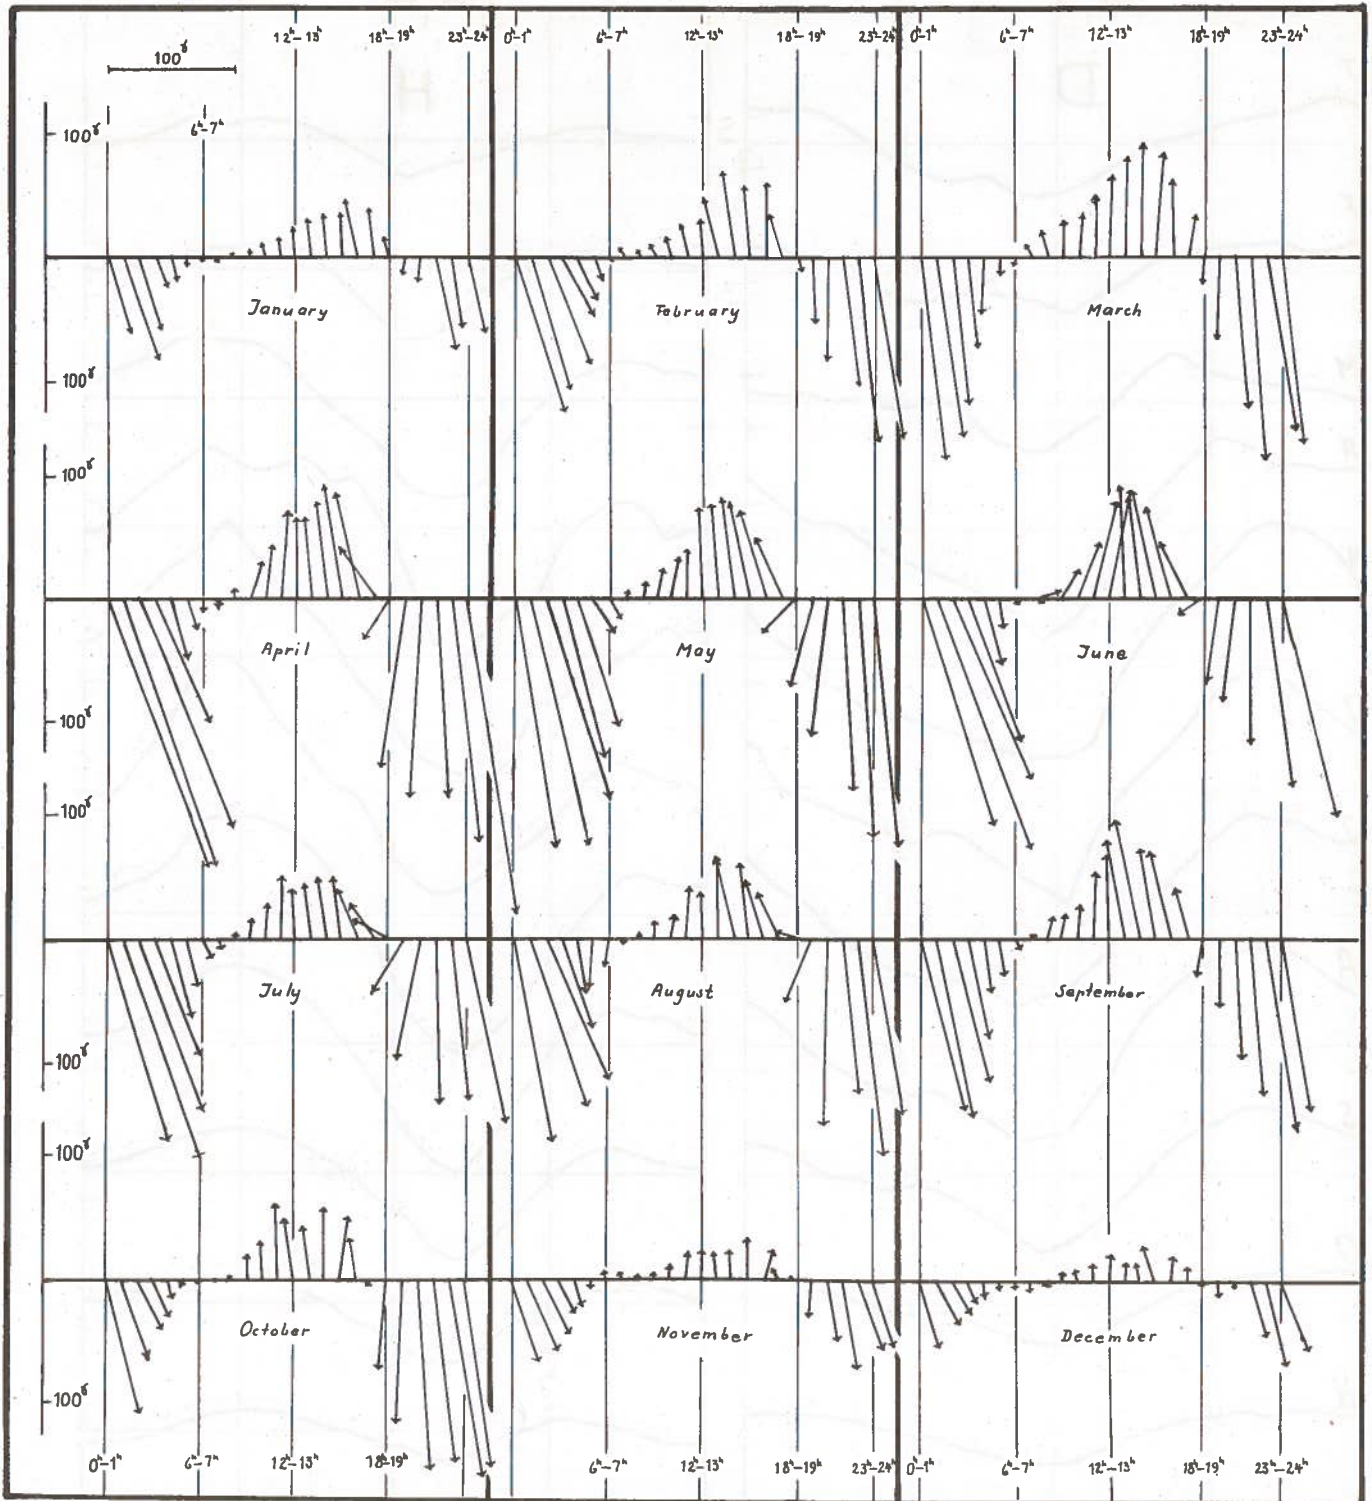 12ʰ-13ʰ 18ʰ-19ʰ 23ʰ-24ʰ 0ʰ-1ʰ 6ʰ-7ʰ 12ʰ-13ʰ 18ʰ-19ʰ 23ʰ-24ʰ 0ʰ-1ʰ 6ʰ-7ʰ 12ʰ-13ʰ 18ʰ-19ʰ 23ʰ-24ʰ
100ᵞ
100ᵞ 6ʰ-7ʰ
January February March
100ᵞ
100ᵞ
April May June
100ᵞ
100ᵞ
July August September
100ᵞ
100ᵞ
October November December
100ᵞ
0ʰ-1ʰ 6ʰ-7ʰ 12ʰ-13ʰ 18ʰ-19ʰ 6ʰ-7ʰ 12ʰ-13ʰ 18ʰ-19ʰ 23ʰ-24ʰ 0ʰ-1ʰ 6ʰ-7ʰ 12ʰ-13ʰ 18ʰ-19ʰ 23ʰ-24ʰ